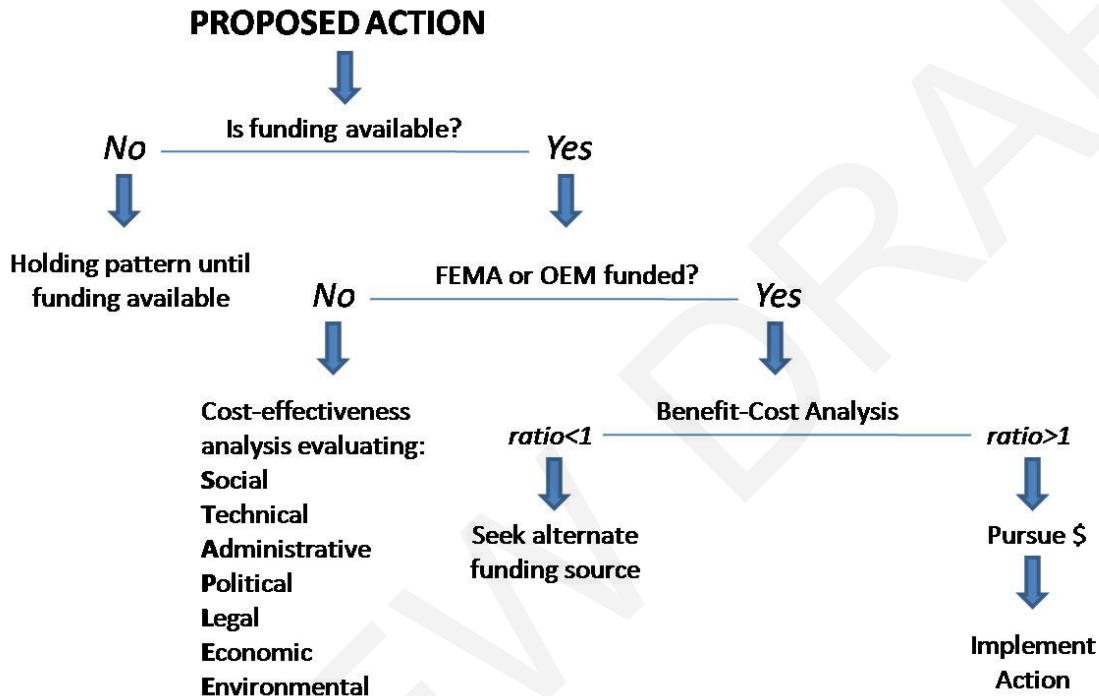 PROPOSED ACTION
Is funding available?
No
Yes
Holding pattern until
funding available
FEMA or OEM funded?
No
Yes
Cost-effectiveness
analysis evaluating:
Social
Technical
Administrative
Political
Legal
Economic
Environmental
Benefit-Cost Analysis
ratio<1
ratio>1
Seek alternate
funding source
Pursue $
Implement
Action